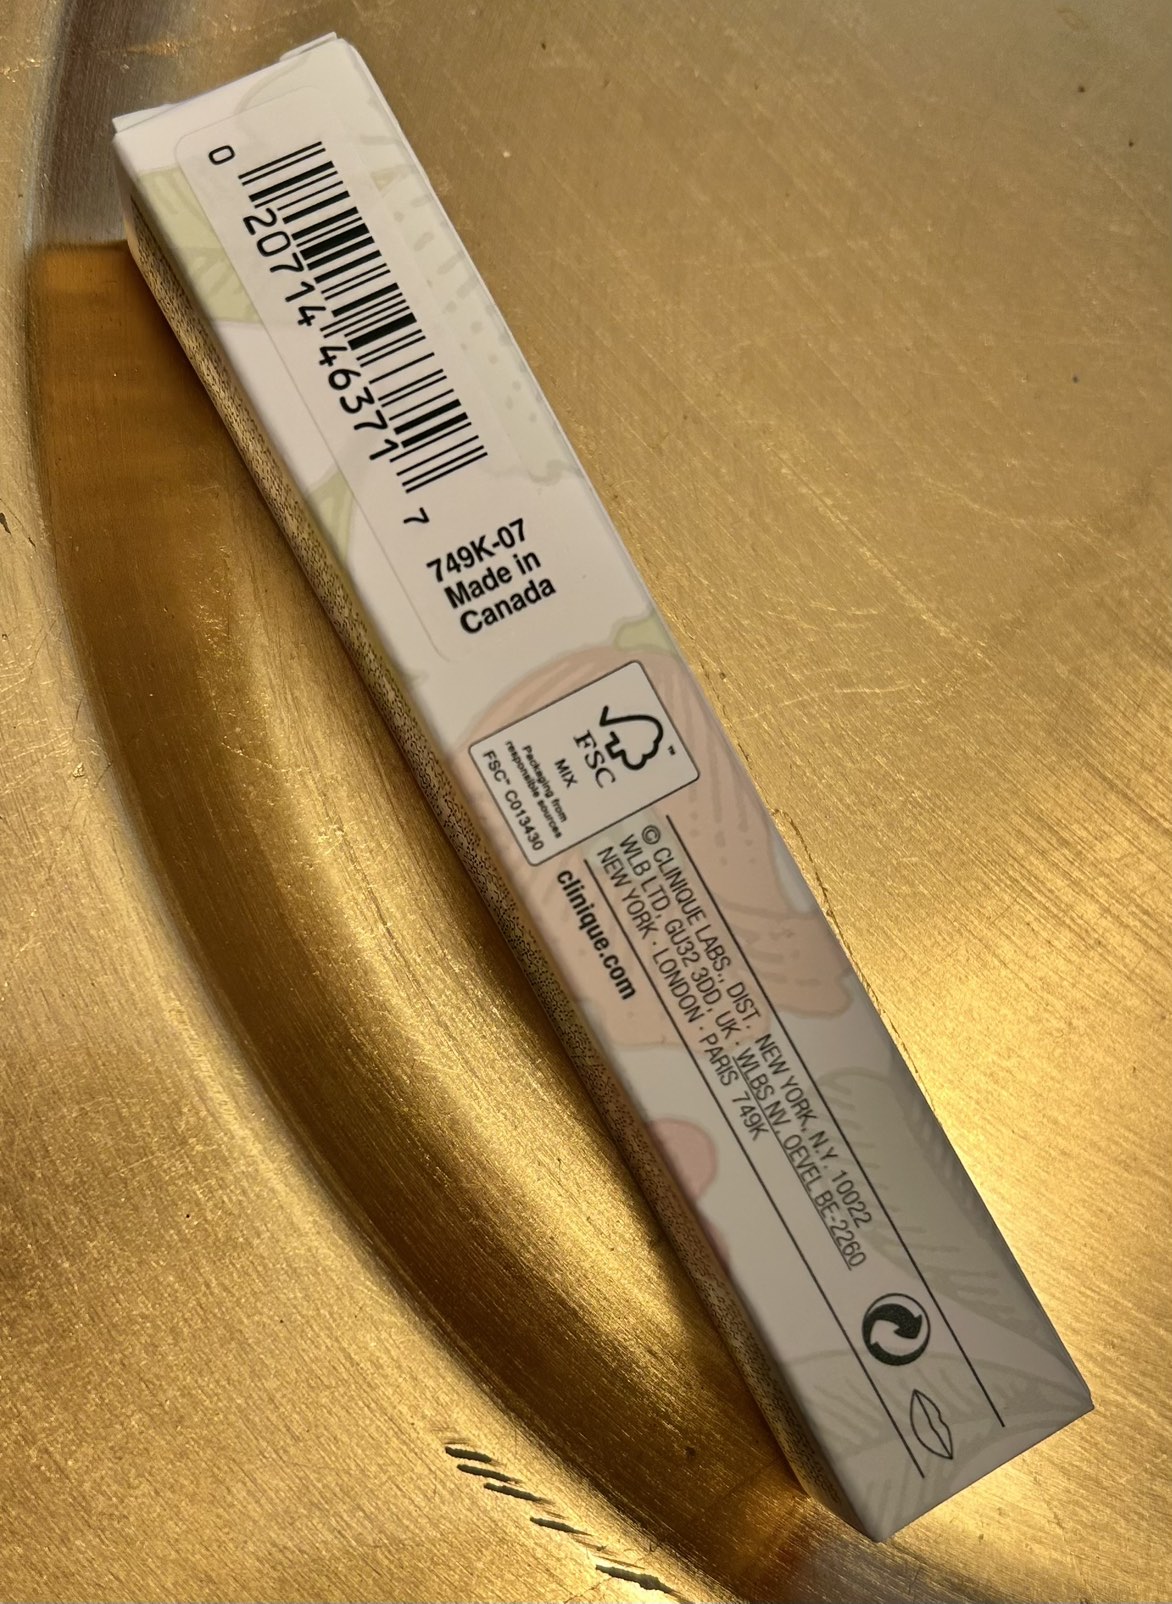 0 20714 46371 7
749K-07
Made in
Canada
FSC™
MIX
Packaging from
responsible sources
FSC™ C013430
clinique.com
© CLINIQUE LABS., DIST. NEW YORK, N.Y. 10022
WLB LTD, GU32 3DD, UK · WLBS NV, OEVEL BE-2260
NEW YORK · LONDON · PARIS 749K